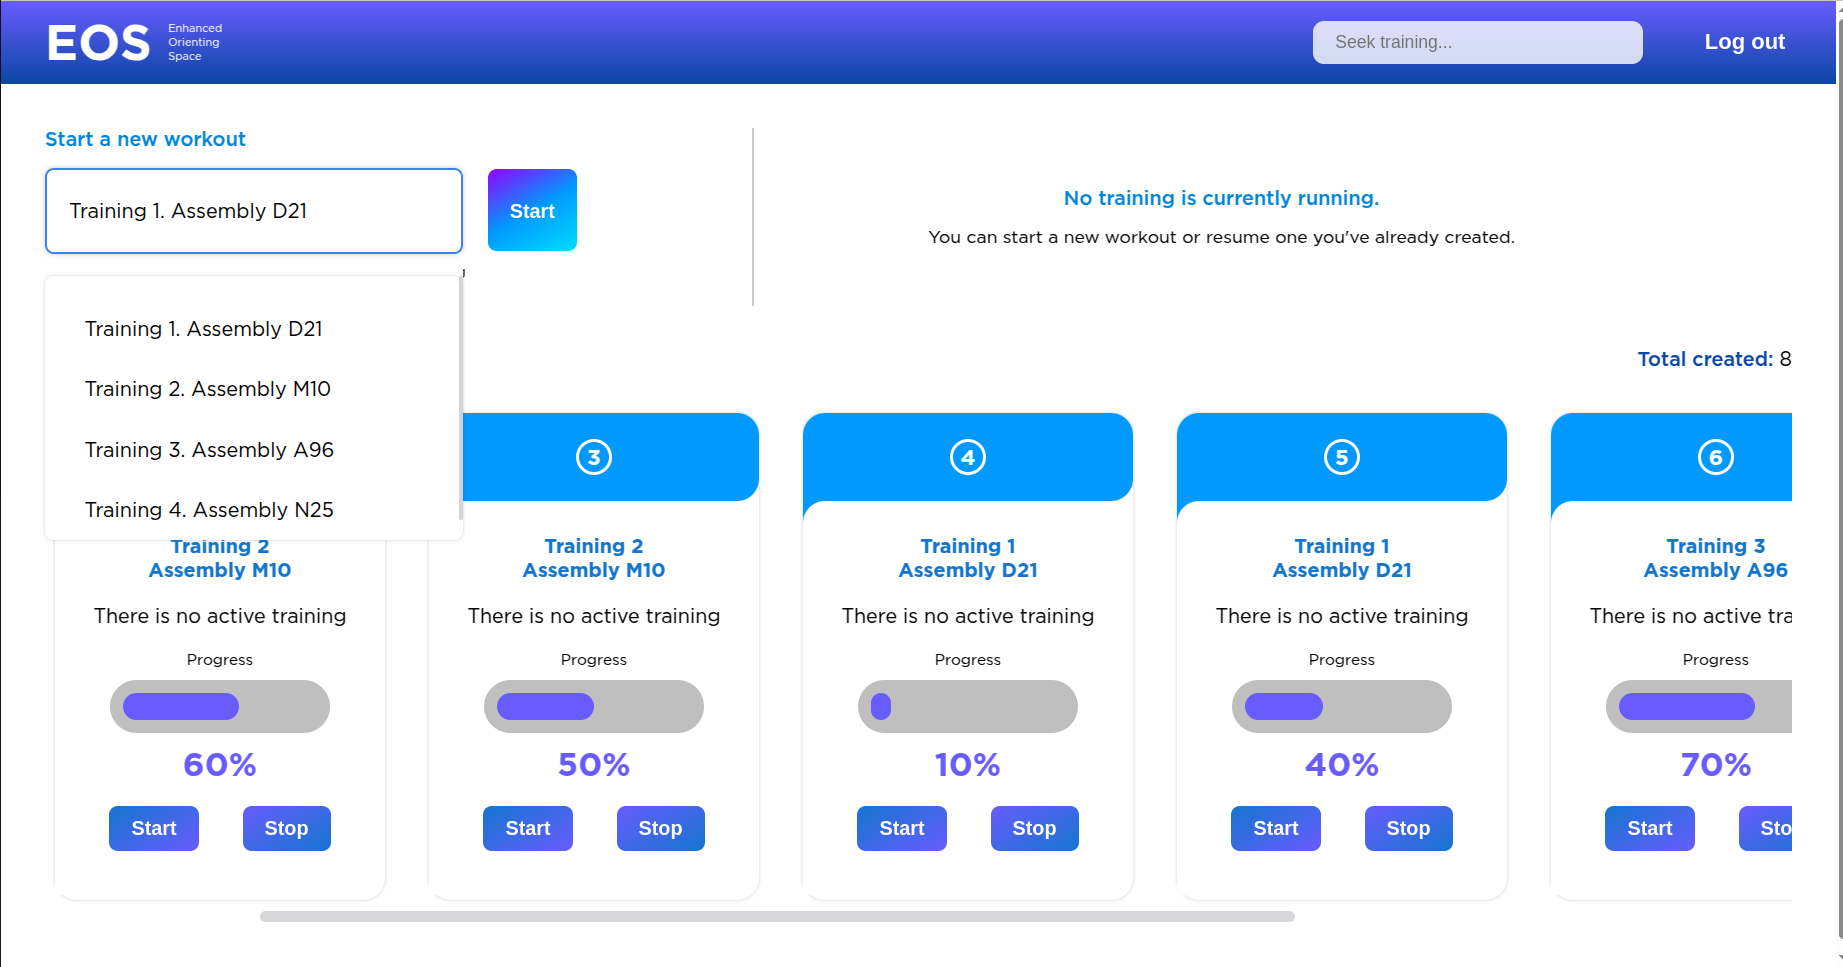 EOS
Enhanced
Orienting
Space
Seek training...
Log out
Start a new workout
Training 1. Assembly D21
Start
No training is currently running.
You can start a new workout or resume one you've already created.
Training 1. Assembly D21
Training 2. Assembly M10
Training 3. Assembly A96
Training 4. Assembly N25
Total created: 8
3
4
5
6
Training 2
Assembly M10
There is no active training
Progress
60%
Start
Stop
Training 2
Assembly M10
There is no active training
Progress
50%
Start
Stop
Training 1
Assembly D21
There is no active training
Progress
10%
Start
Stop
Training 1
Assembly D21
There is no active training
Progress
40%
Start
Stop
Training 3
Assembly A96
There is no active tra
Progress
70%
Start
Sto